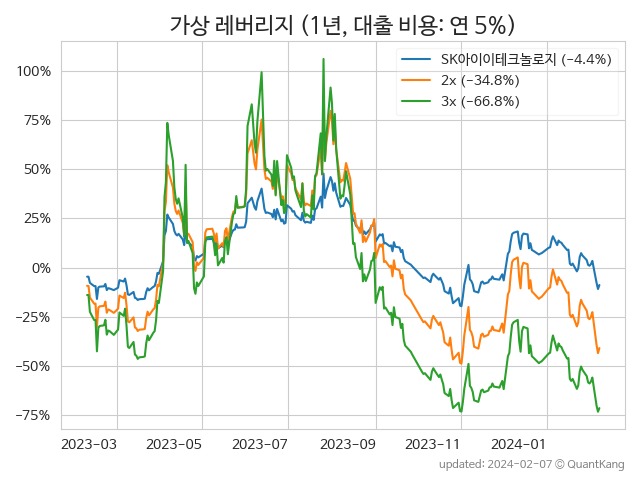 가상 레버리지 (1년, 대출 비용: 연 5%)
SK아이이테크놀로지 (−4.4%)
2x (−34.8%)
3x (−66.8%)
100%
75%
50%
25%
0%
−25%
−50%
−75%
2023-03 2023-05 2023-07 2023-09 2023-11 2024-01
updated: 2024-02-07 © QuantKang